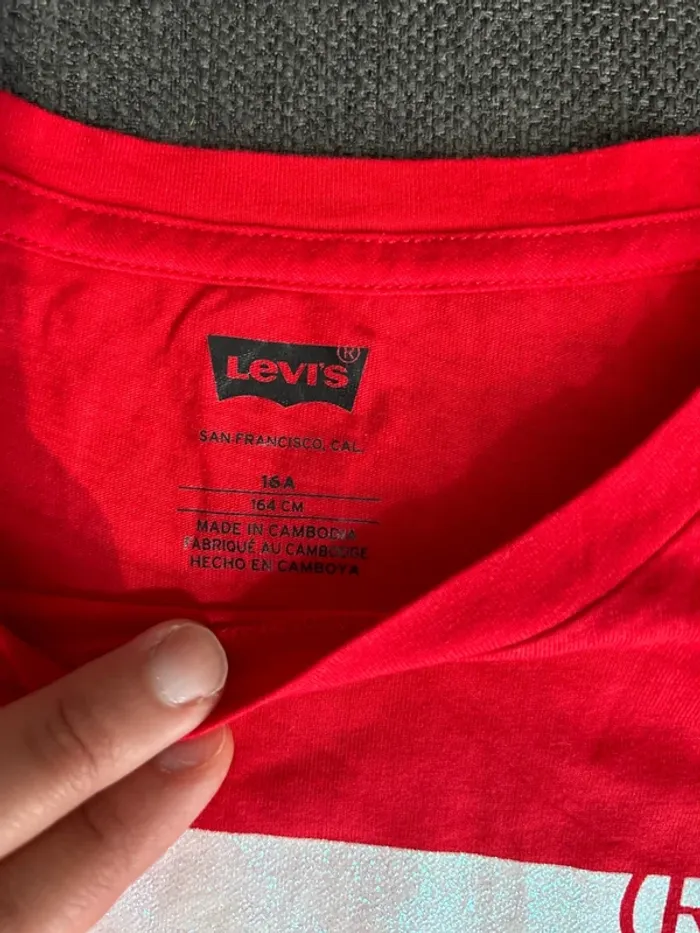 Levi's ®
SAN FRANCISCO, CAL.
16A
164 CM
MADE IN CAMBODIA
FABRIQUÉ AU CAMBODGE
HECHO EN CAMBOYA
®